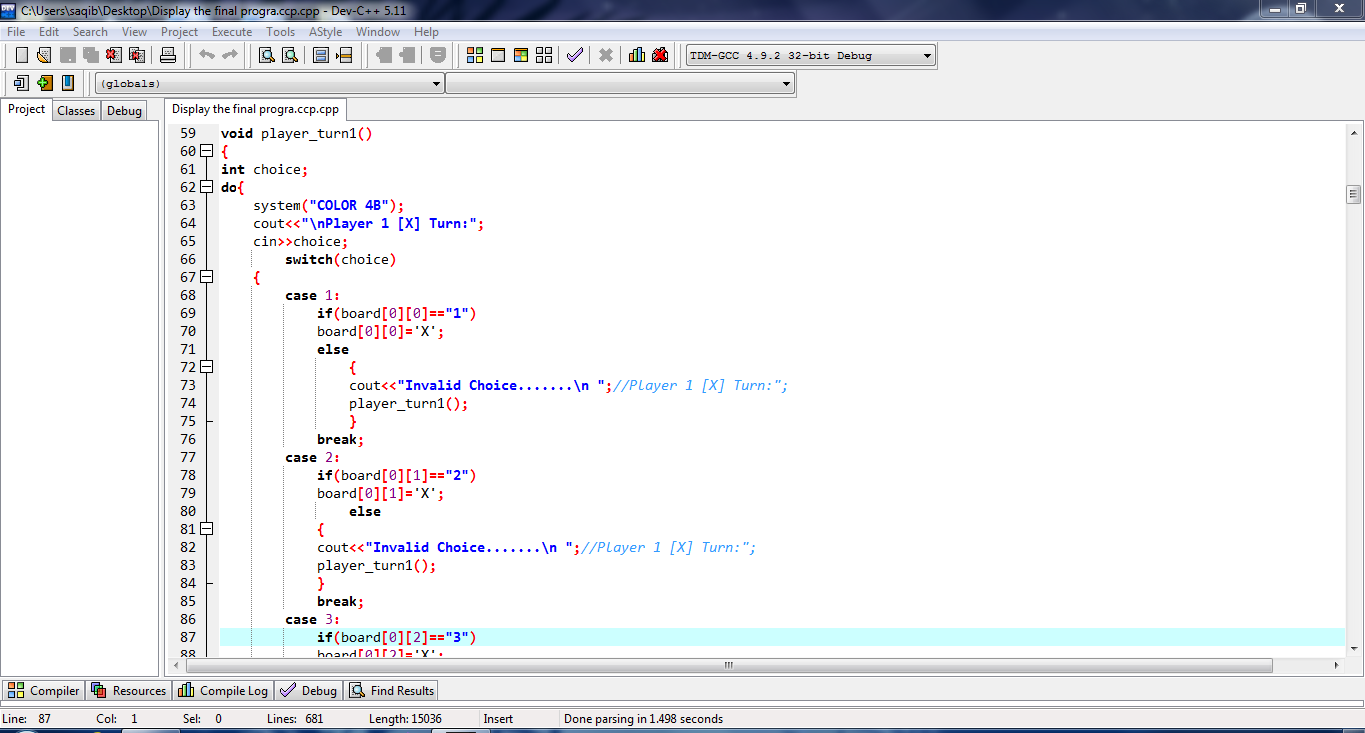 C:\Users\saqib\Desktop\Display the final progra.ccp.cpp - Dev-C++ 5.11
File Edit Search View Project Execute Tools AStyle Window Help
TDM-GCC 4.9.2 32-bit Debug
(globals)
Project Classes Debug
Display the final progra.ccp.cpp
59 void player_turn1()
60 {
61 int choice;
62 do{
63 system("COLOR 4B");
64 cout<<"\nPlayer 1 [X] Turn:";
65 cin>>choice;
66 switch(choice)
67 {
68 case 1:
69 if(board[0][0]=="1")
70 board[0][0]='X';
71 else
72 {
73 cout<<"Invalid Choice.......\n ";//Player 1 [X] Turn:";
74 player_turn1();
75 }
76 break;
77 case 2:
78 if(board[0][1]=="2")
79 board[0][1]='X';
80 else
81 {
82 cout<<"Invalid Choice.......\n ";//Player 1 [X] Turn:";
83 player_turn1();
84 }
85 break;
86 case 3:
87 if(board[0][2]=="3")
88 board[0][2]='X';
Compiler Resources Compile Log Debug Find Results
Line: 87 Col: 1 Sel: 0 Lines: 681 Length: 15036 Insert Done parsing in 1.498 seconds